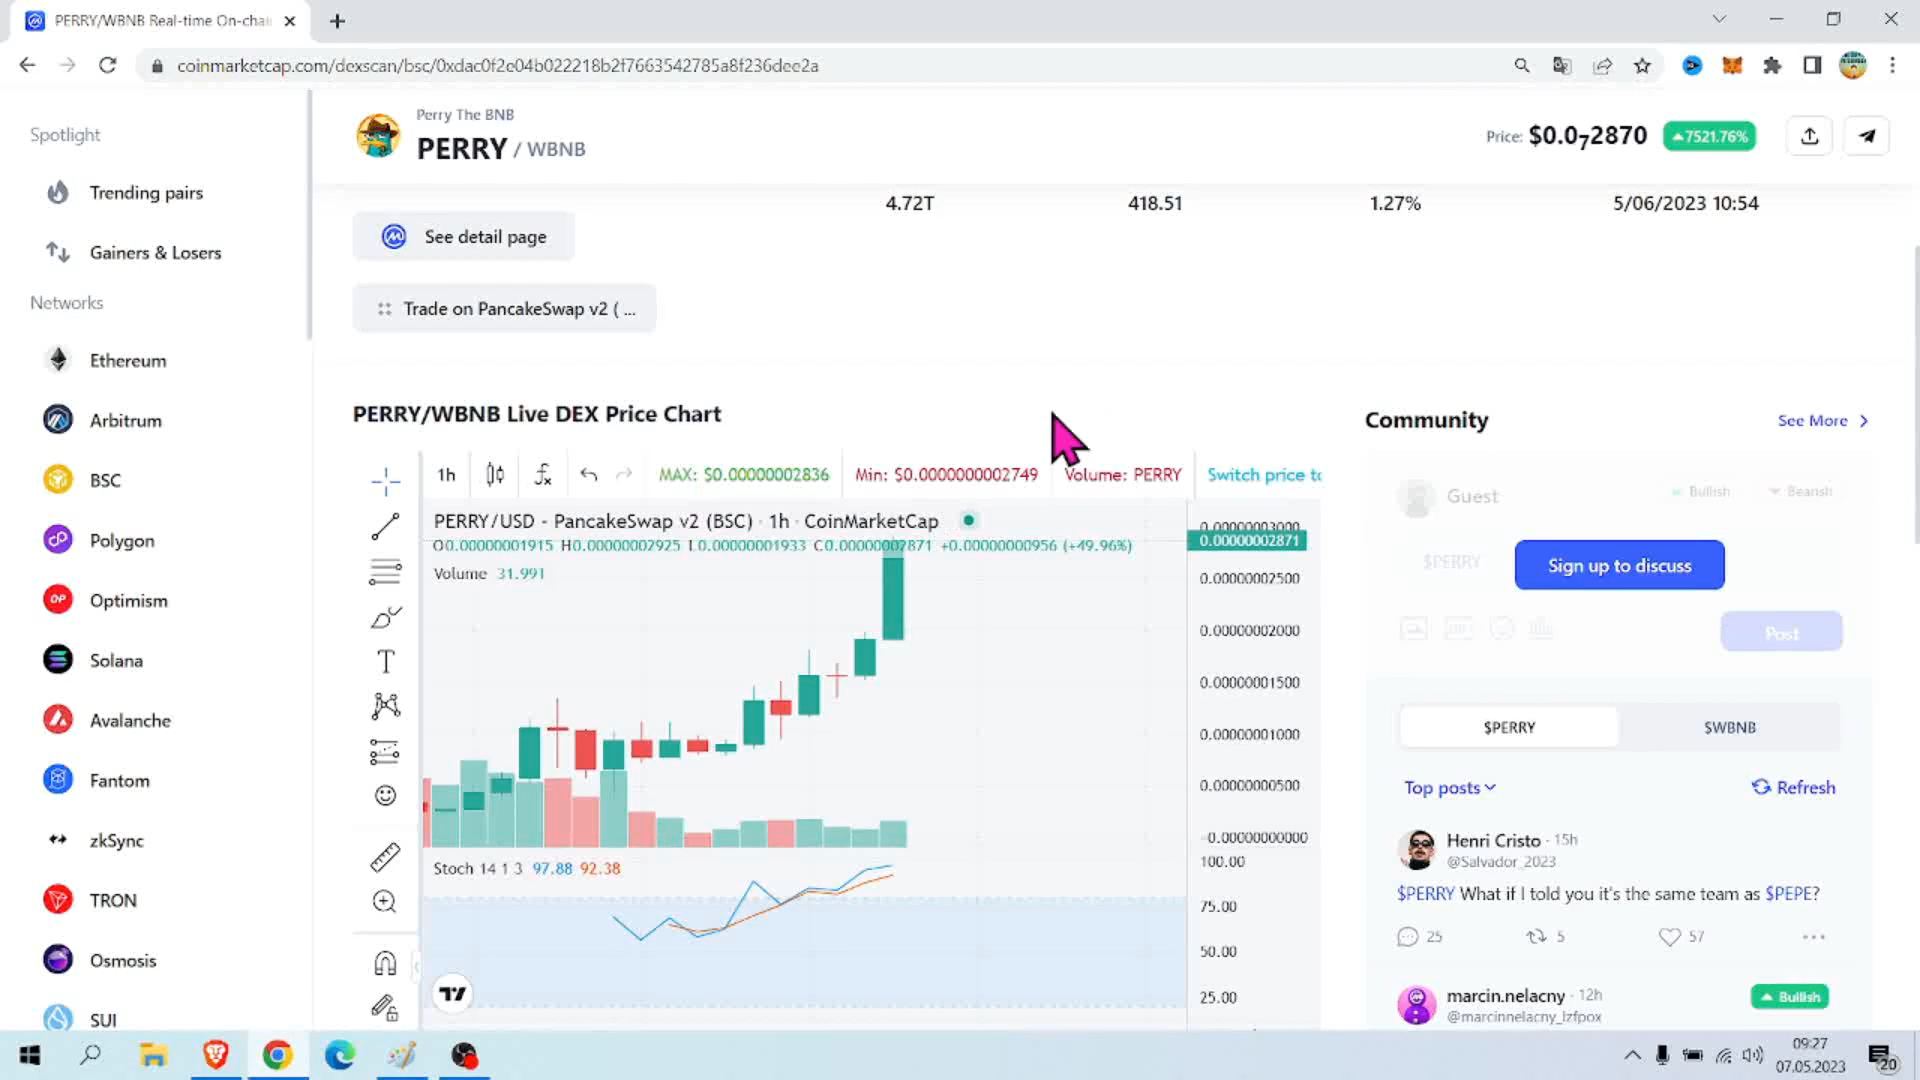 PERRY/WBNB Real-time On-chai
coinmarketcap.com/dexscan/bsc/0xdac0f2e04b022218b2f7663542785a8f236dee2a
Spotlight
Trending pairs
Gainers & Losers
Networks
Ethereum
Arbitrum
BSC
Polygon
OP
Optimism
Solana
Avalanche
Fantom
zkSync
TRON
Osmosis
SUI
Perry The BNB
PERRY / WBNB
Price: $0.0₇2870
7521.76%
4.72T
418.51
1.27%
5/06/2023 10:54
See detail page
Trade on PancakeSwap v2 ( ...
PERRY/WBNB Live DEX Price Chart
1h
MAX: $0.00000002836
Min: $0.0000000002749
Volume: PERRY
Switch price to
PERRY/USD - PancakeSwap v2 (BSC) · 1h · CoinMarketCap
O0.00000001915 H0.00000002925 L0.00000001933 C0.00000002871 +0.00000000956 (+49.96%)
Volume 31.991
0.00000003000
0.00000002871
0.00000002500
0.00000002000
0.00000001500
0.00000001000
0.00000000500
−0.00000000000
Stoch 14 1 3 97.88 92.38
100.00
75.00
50.00
25.00
Community
See More
Guest
Bullish
Bearish
$PERRY
Sign up to discuss
GIF
Post
$PERRY
$WBNB
Top posts
Refresh
Henri Cristo · 15h
@Salvador_2023
$PERRY What if I told you it's the same team as $PEPE?
25
5
57
marcin.nelacny · 12h
@marcinnelacny_lzfpox
Bullish
09:27
07.05.2023
20